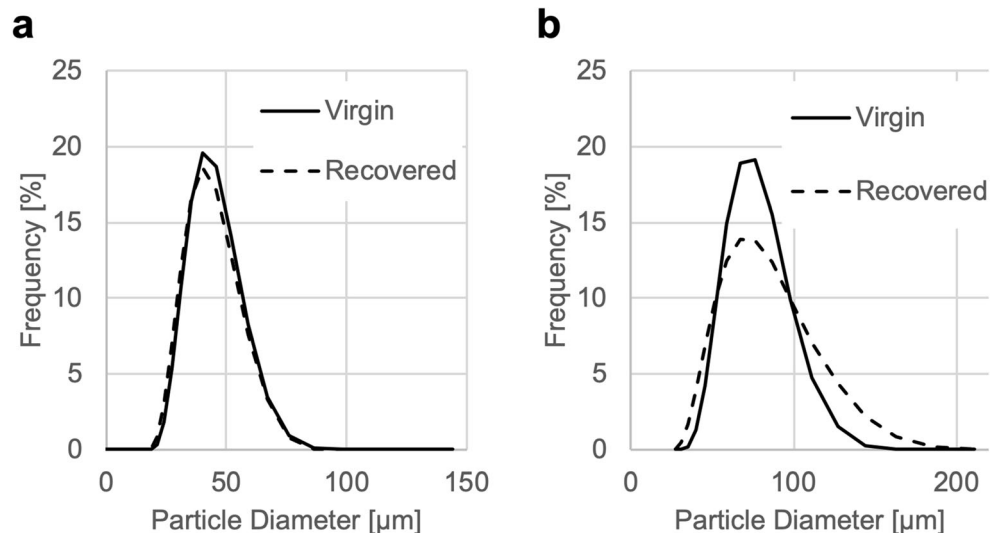 a
25
20
15
10
5
0
Frequency [%]
Virgin
Recovered
0 50 100 150
Particle Diameter [µm]
b
25
20
15
10
5
0
Frequency [%]
Virgin
Recovered
0 100 200
Particle Diameter [µm]